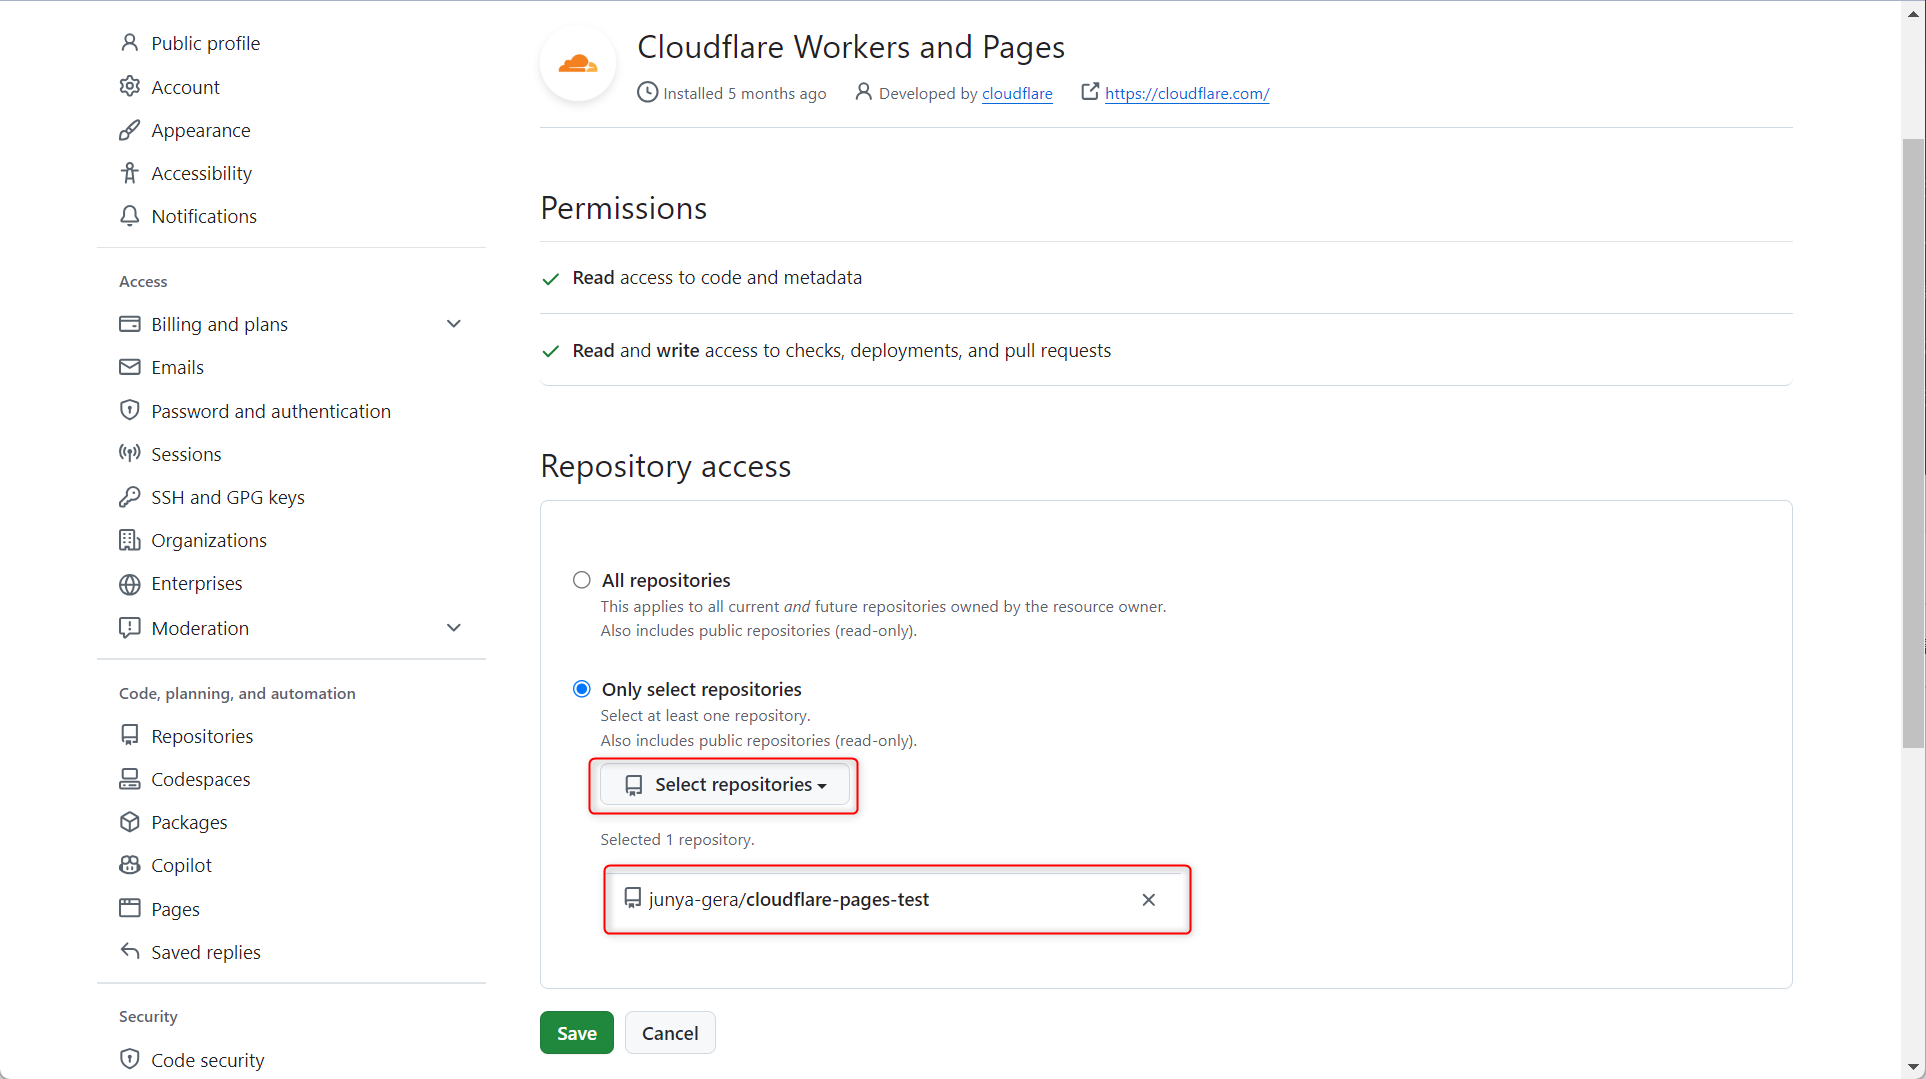 Public profile
Account
Appearance
Accessibility
Notifications
Access
Billing and plans
Emails
Password and authentication
Sessions
SSH and GPG keys
Organizations
Enterprises
Moderation
Code, planning, and automation
Repositories
Codespaces
Packages
Copilot
Pages
Saved replies
Security
Code security
Cloudflare Workers and Pages
Installed 5 months ago Developed by cloudflare https://cloudflare.com/
Permissions
Read access to code and metadata
Read and write access to checks, deployments, and pull requests
Repository access
All repositories
This applies to all current and future repositories owned by the resource owner.
Also includes public repositories (read-only).
Only select repositories
Select at least one repository.
Also includes public repositories (read-only).
Select repositories
Selected 1 repository.
junya-gera/cloudflare-pages-test
Save Cancel